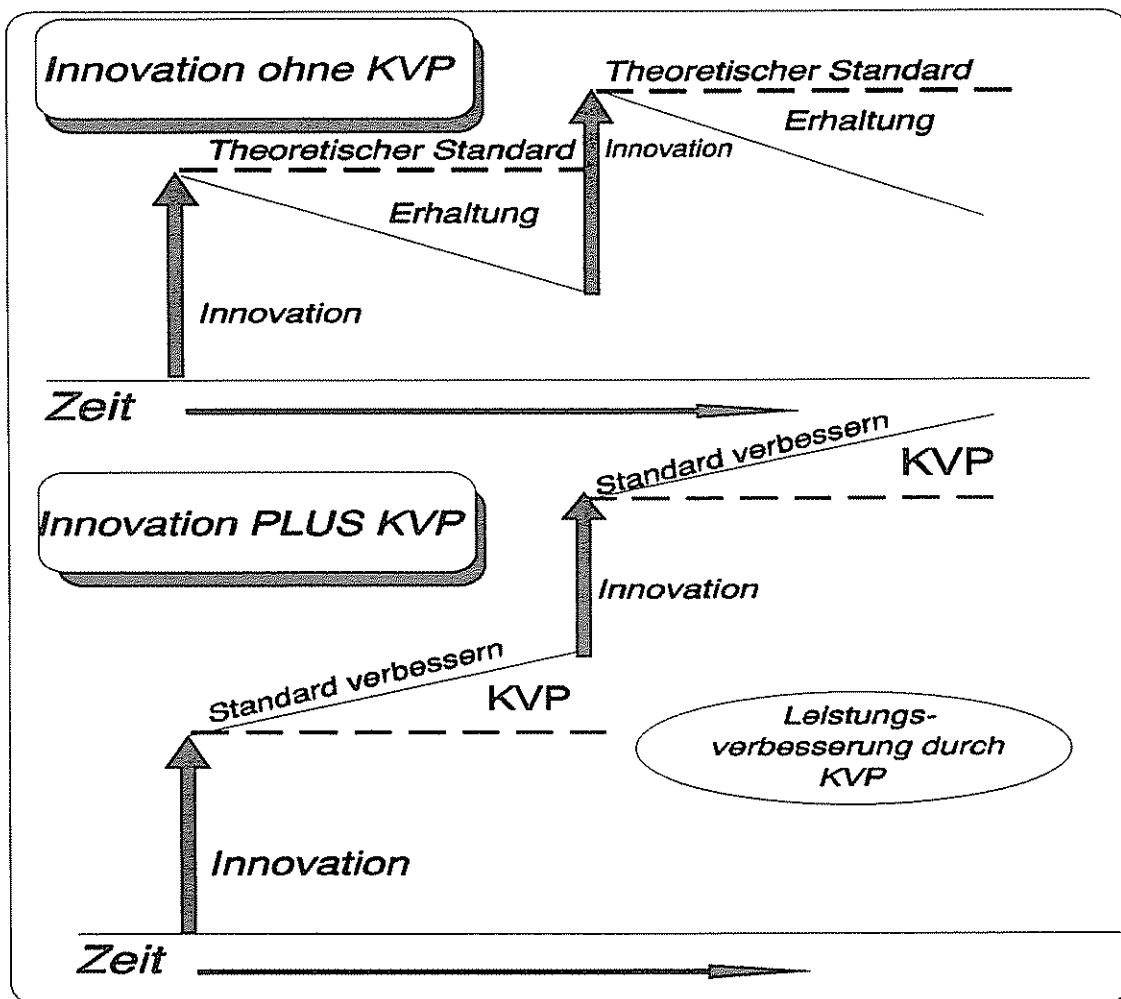 Innovation ohne KVP
Theoretischer Standard
Erhaltung
Theoretischer Standard
Innovation
Erhaltung
Innovation
Zeit
Standard verbessern
KVP
Innovation PLUS KVP
Innovation
Standard verbessern
KVP
Leistungs-
verbesserung durch
KVP
Innovation
Zeit